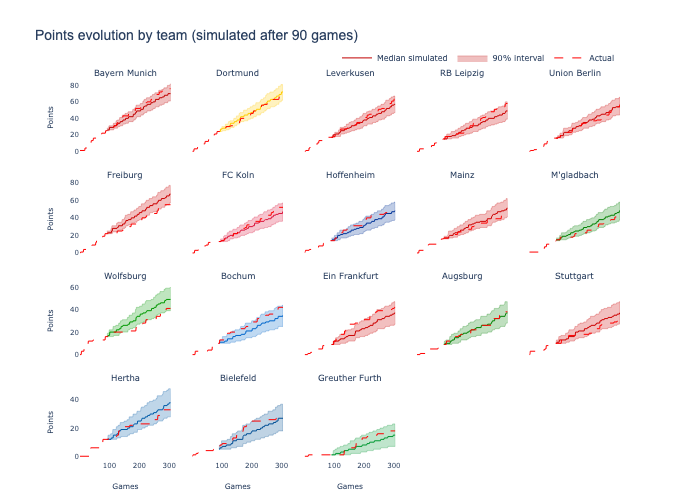 Points evolution by team (simulated after 90 games)
Median simulated 90% interval Actual
Bayern Munich Dortmund Leverkusen RB Leipzig Union Berlin
80
60
40
20
0
Points
Freiburg FC Koln Hoffenheim Mainz M'gladbach
80
60
40
20
0
Points
Wolfsburg Bochum Ein Frankfurt Augsburg Stuttgart
60
40
20
0
Points
Hertha Bielefeld Greuther Furth
40
20
0
Points
100 200 300 100 200 300 100 200 300
Games Games